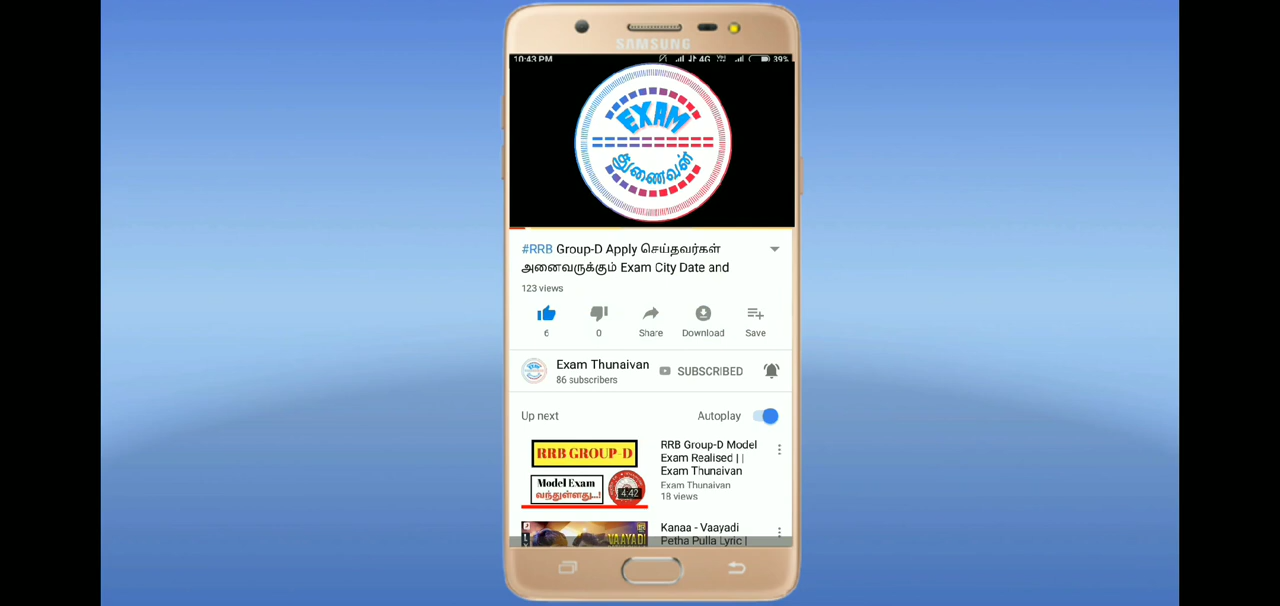 SAMSUNG
10:43 PM 4G 39%
EXAM
துணைவன்
#RRB Group-D Apply செய்தவர்கள்
அனைவருக்கும் Exam City Date and
123 views
6 0 Share Download Save
Exam Thunaivan
86 subscribers
SUBSCRIBED
Up next Autoplay
RRB GROUP-D
Model Exam
வந்துள்ளது...!
4:42
RRB Group-D Model
Exam Realised | |
Exam Thunaivan
Exam Thunaivan
18 views
VAAYADI
Kanaa - Vaayadi
Petha Pulla Lyric |